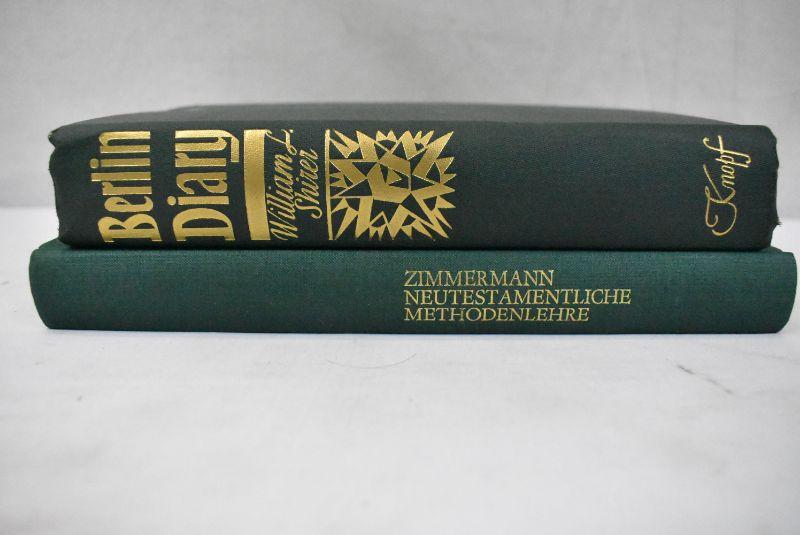 Berlin
Diary
William L.
Shirer
Knopf
ZIMMERMANN
NEUTESTAMENTLICHE
METHODENLEHRE